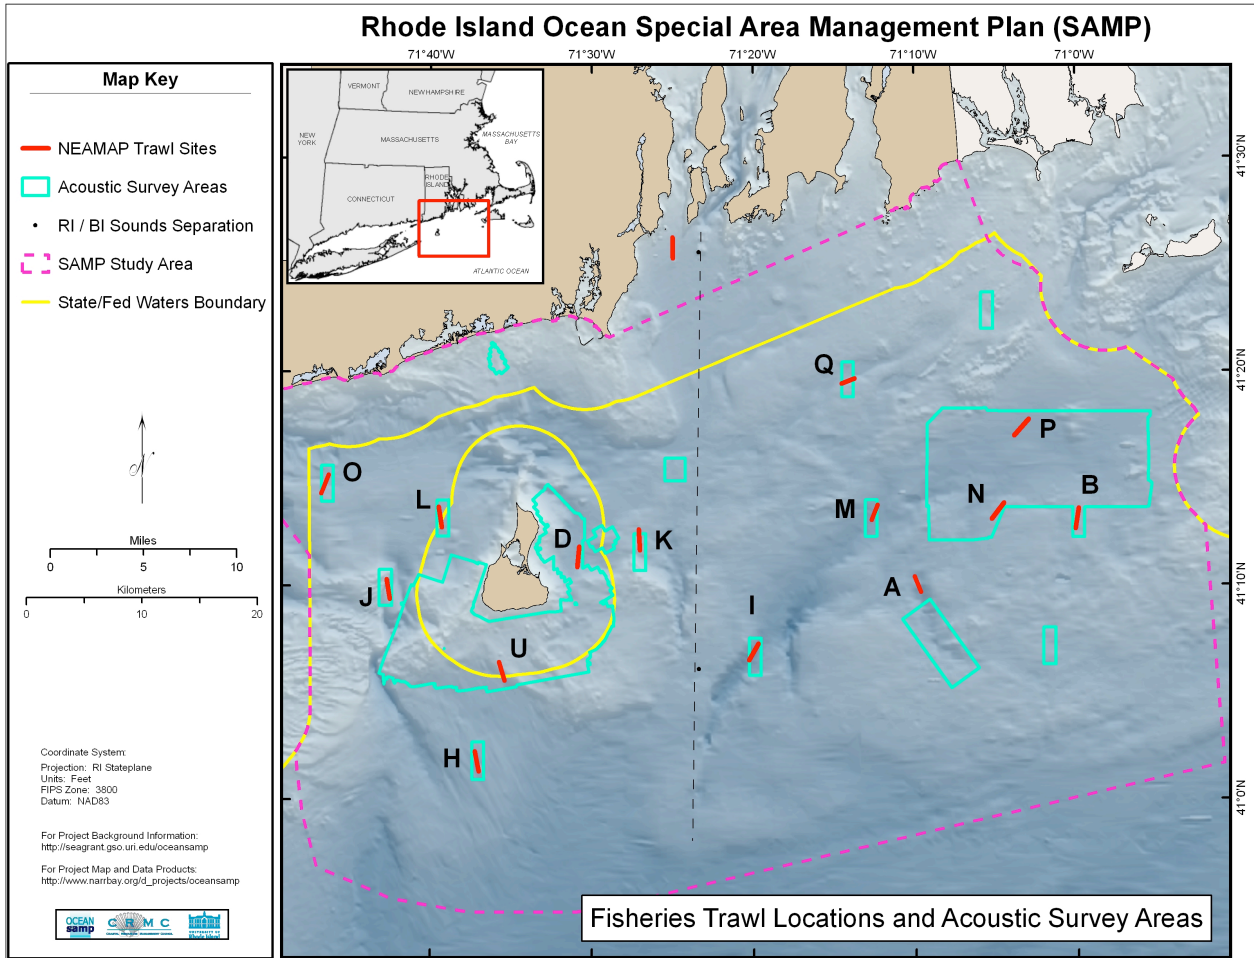 Rhode Island Ocean Special Area Management Plan (SAMP)
71°40'W
71°30'W
71°20'W
71°10'W
71°0'W
Map Key
NEAMAP Trawl Sites
Acoustic Survey Areas
RI / BI Sounds Separation
SAMP Study Area
State/Fed Waters Boundary
N
Miles
0 5 10
Kilometers
0 10 20
Coordinate System:
Projection: RI Stateplane
Units: Feet
FIPS Zone: 3800
Datum: NAD83
For Project Background Information:
http://seagrant.gso.uri.edu/oceansamp
For Project Map and Data Products:
http://www.narrbay.org/d_projects/oceansamp
OCEAN
samp
C R M C
VERMONT
NEW HAMPSHIRE
NEW
YORK
MASSACHUSETTS
MASSACHUSETTS
BAY
CONNECTICUT
RHODE
ISLAND
ATLANTIC OCEAN
41°30'N
41°20'N
41°10'N
41°0'N
Q
P
O
L
D
K
M
N
B
J
A
I
U
H
Fisheries Trawl Locations and Acoustic Survey Areas